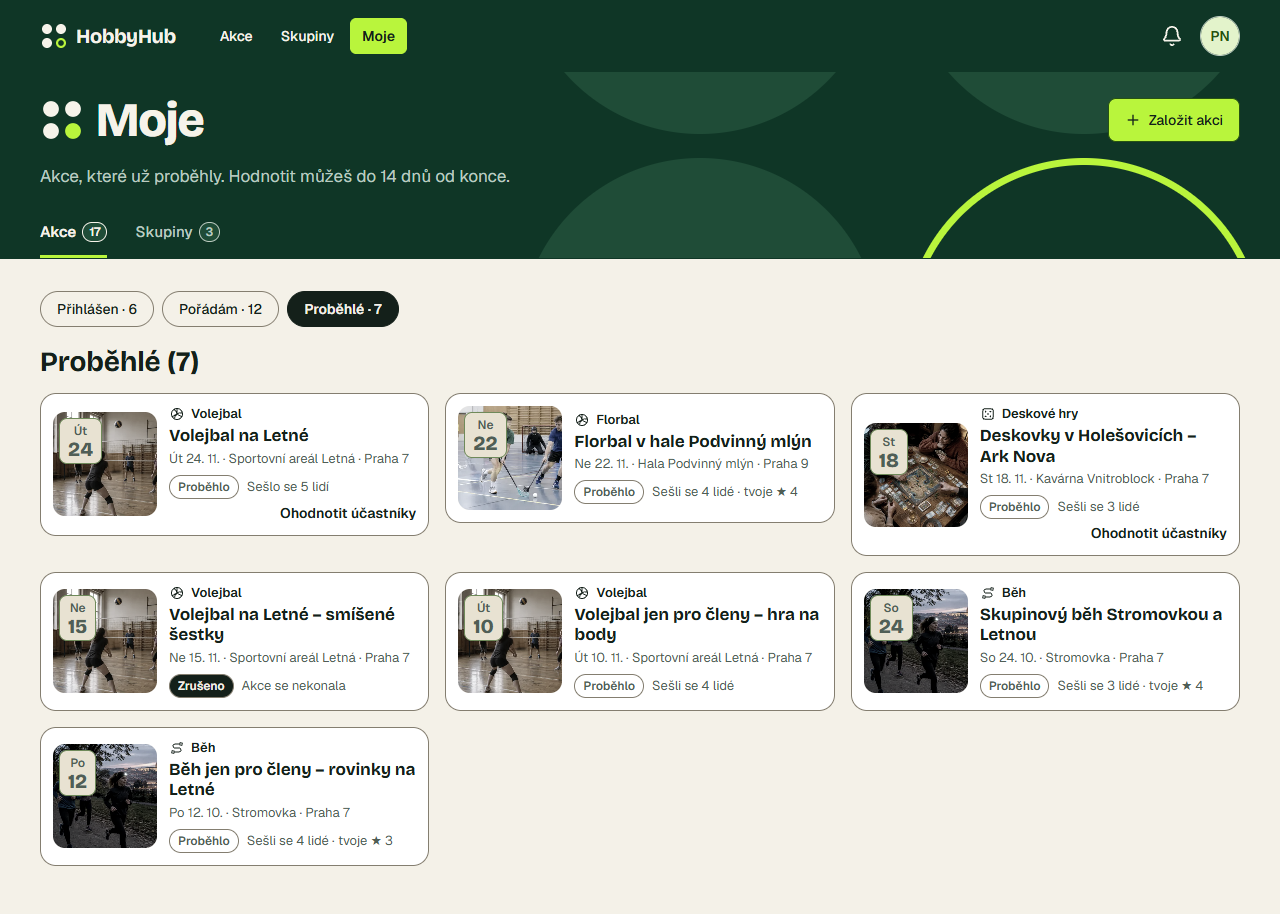 HobbyHub
Akce
Skupiny
Moje
PN
Moje
+ Založit akci
Akce, které už proběhly. Hodnotit můžeš do 14 dnů od konce.
Akce 17
Skupiny 3
Přihlášen · 6
Pořádám · 12
Proběhlé · 7
Proběhlé (7)
Út
24
Volejbal
Volejbal na Letné
Út 24. 11. · Sportovní areál Letná · Praha 7
Proběhlo
Sešlo se 5 lidí
Ohodnotit účastníky
Ne
22
Florbal
Florbal v hale Podvinný mlýn
Ne 22. 11. · Hala Podvinný mlýn · Praha 9
Proběhlo
Sešli se 4 lidé · tvoje ★ 4
St
18
Deskové hry
Deskovky v Holešovicích –
Ark Nova
St 18. 11. · Kavárna Vnitroblock · Praha 7
Proběhlo
Sešli se 3 lidé
Ohodnotit účastníky
Ne
15
Volejbal
Volejbal na Letné – smíšené
šestky
Ne 15. 11. · Sportovní areál Letná · Praha 7
Zrušeno
Akce se nekonala
Út
10
Volejbal
Volejbal jen pro členy – hra na
body
Út 10. 11. · Sportovní areál Letná · Praha 7
Proběhlo
Sešli se 4 lidé
So
24
Běh
Skupinový běh Stromovkou a
Letnou
So 24. 10. · Stromovka · Praha 7
Proběhlo
Sešli se 3 lidé · tvoje ★ 4
Po
12
Běh
Běh jen pro členy – rovinky na
Letné
Po 12. 10. · Stromovka · Praha 7
Proběhlo
Sešli se 4 lidé · tvoje ★ 3